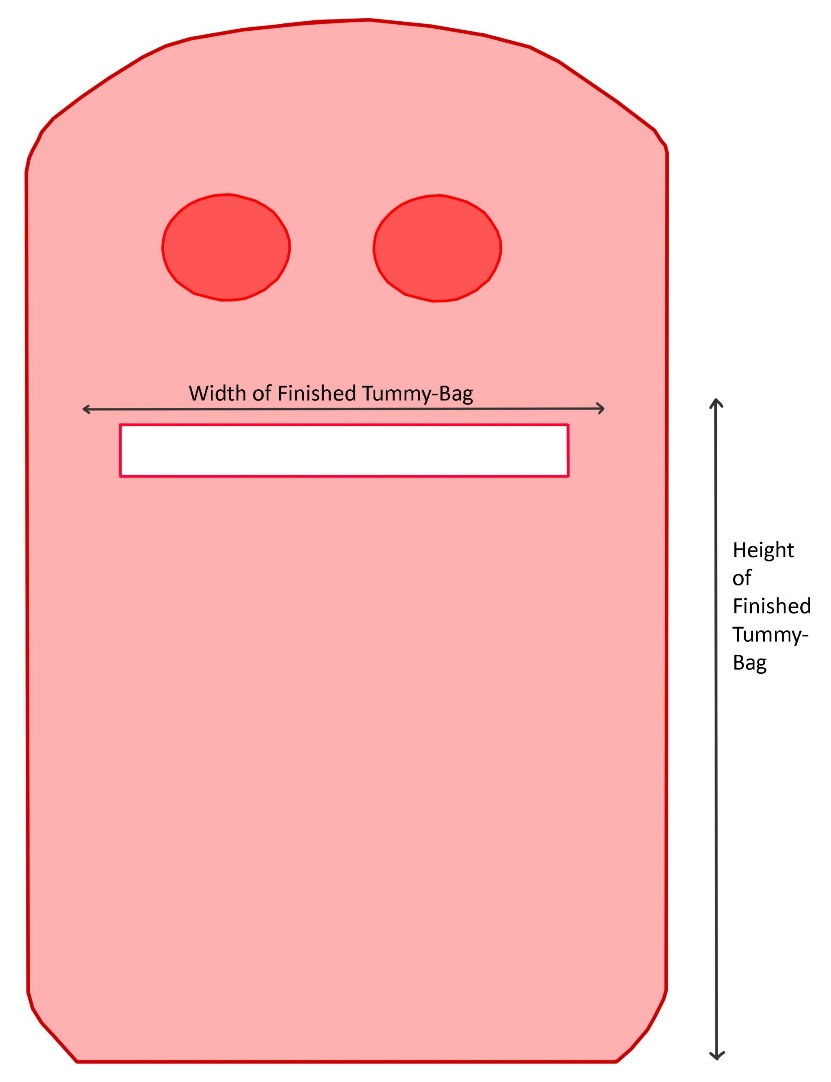 Width of Finished Tummy-Bag
Height
of
Finished
Tummy-
Bag